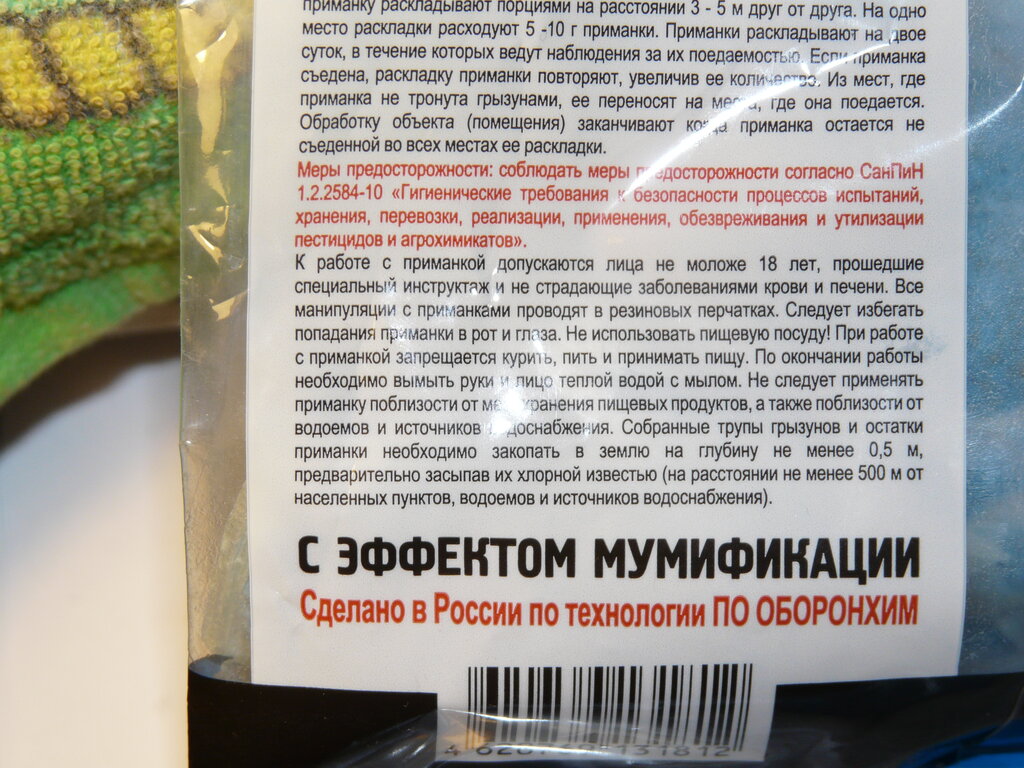 приманку раскладывают порциями на расстоянии 3 - 5 м друг от друга. На одно
место раскладки расходуют 5 -10 г приманки. Приманки раскладывают на двое
суток, в течение которых ведут наблюдения за их поедаемостью. Если приманка
съедена, раскладку приманки повторяют, увеличив ее количество. Из мест, где
приманка не тронута грызунами, ее переносят на места, где она поедается.
Обработку объекта (помещения) заканчивают когда приманка остается не
съеденной во всех местах ее раскладки.
Меры предосторожности: соблюдать меры предосторожности согласно СанПиН
1.2.2584-10 «Гигиенические требования к безопасности процессов испытаний,
хранения, перевозки, реализации, применения, обезвреживания и утилизации
пестицидов и агрохимикатов».
К работе с приманкой допускаются лица не моложе 18 лет, прошедшие
специальный инструктаж и не страдающие заболеваниями крови и печени. Все
манипуляции с приманками проводят в резиновых перчатках. Следует избегать
попадания приманки в рот и глаза. Не использовать пищевую посуду! При работе
с приманкой запрещается курить, пить и принимать пищу. По окончании работы
необходимо вымыть руки и лицо теплой водой с мылом. Не следует применять
приманку поблизости от мест хранения пищевых продуктов, а также поблизости от
водоемов и источников водоснабжения. Собранные трупы грызунов и остатки
приманки необходимо закопать в землю на глубину не менее 0,5 м,
предварительно засыпав их хлорной известью (на расстоянии не менее 500 м от
населенных пунктов, водоемов и источников водоснабжения).
С ЭФФЕКТОМ МУМИФИКАЦИИ
Сделано в России по технологии ПО ОБОРОНХИМ